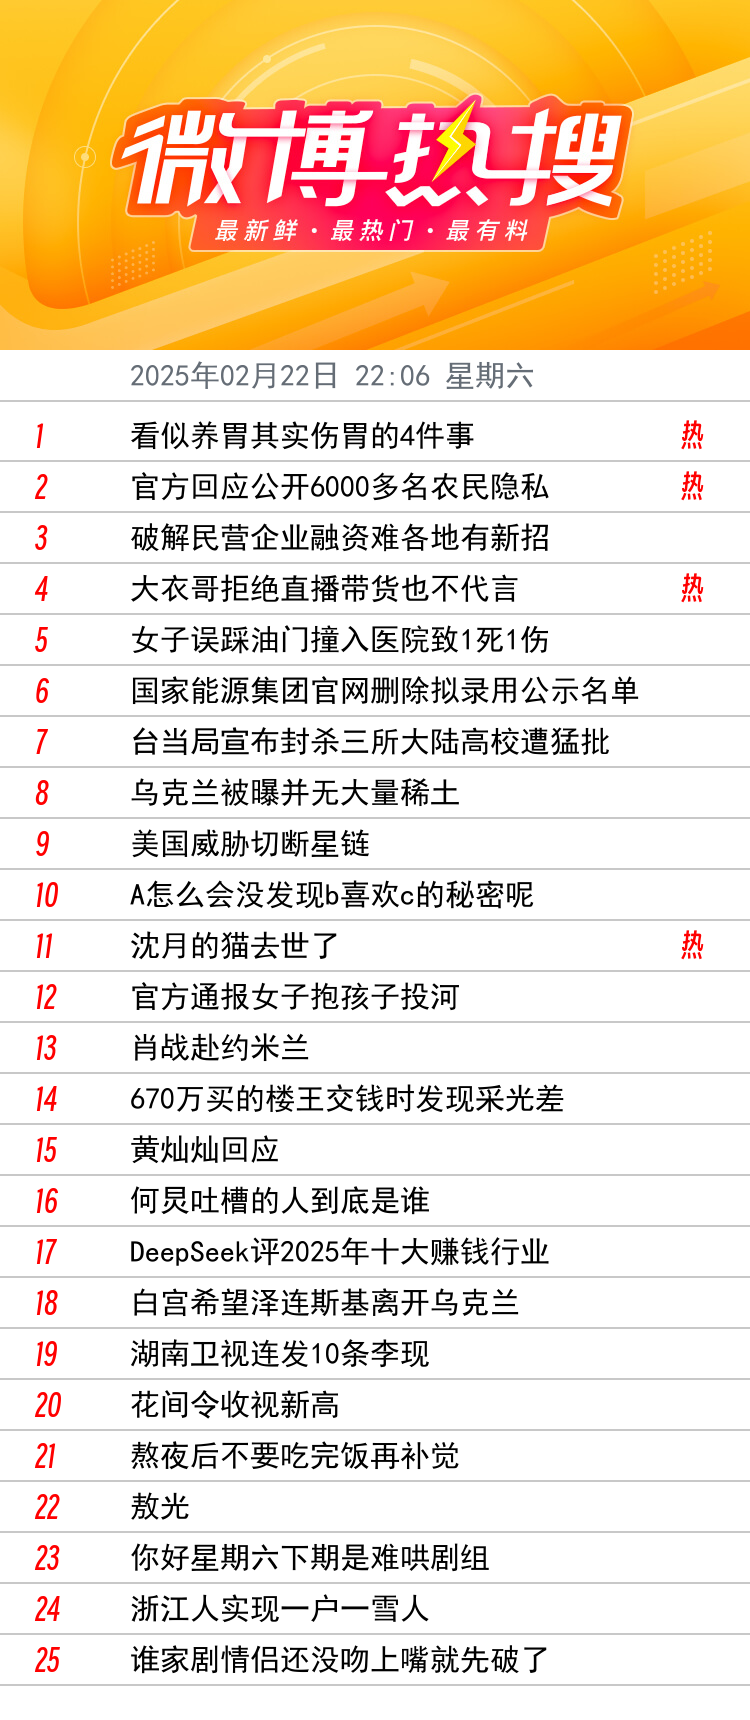 微博热搜
最新鲜·最热门·最有料
2025年02月22日 22:06 星期六
1 看似养胃其实伤胃的4件事 热
2 官方回应公开6000多名农民隐私 热
3 破解民营企业融资难各地有新招
4 大衣哥拒绝直播带货也不代言 热
5 女子误踩油门撞入医院致1死1伤
6 国家能源集团官网删除拟录用公示名单
7 台当局宣布封杀三所大陆高校遭猛批
8 乌克兰被曝并无大量稀土
9 美国威胁切断星链
10 A怎么会没发现b喜欢c的秘密呢
11 沈月的猫去世了 热
12 官方通报女子抱孩子投河
13 肖战赴约米兰
14 670万买的楼王交钱时发现采光差
15 黄灿灿回应
16 何炅吐槽的人到底是谁
17 DeepSeek评2025年十大赚钱行业
18 白宫希望泽连斯基离开乌克兰
19 湖南卫视连发10条李现
20 花间令收视新高
21 熬夜后不要吃完饭再补觉
22 敖光
23 你好星期六下期是难哄剧组
24 浙江人实现一户一雪人
25 谁家剧情侣还没吻上嘴就先破了